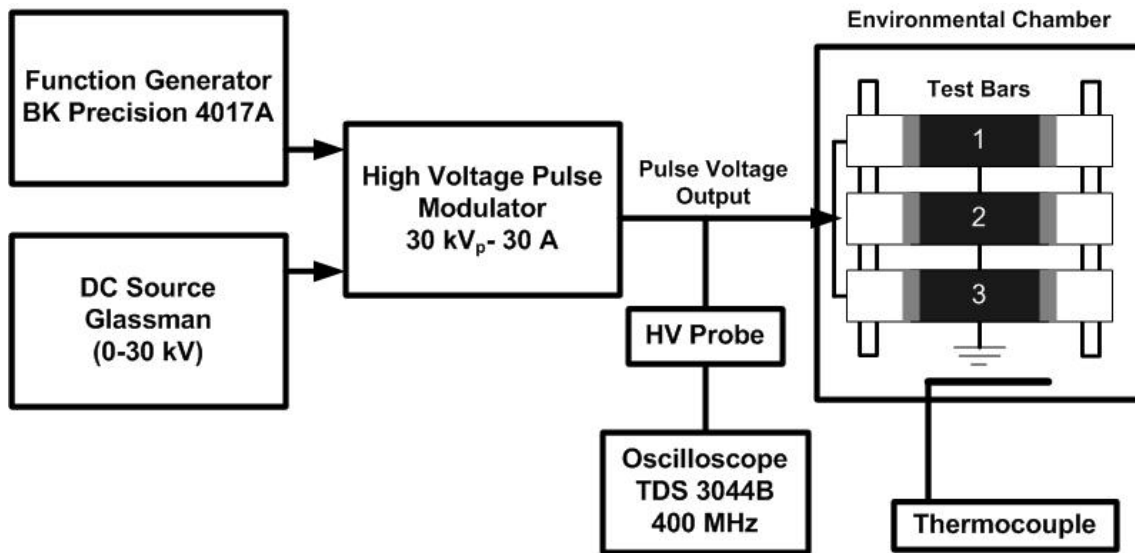 Environmental Chamber
Function Generator
BK Precision 4017A
High Voltage Pulse
Modulator
30 kVp- 30 A
DC Source
Glassman
(0-30 kV)
Pulse Voltage
Output
HV Probe
Oscilloscope
TDS 3044B
400 MHz
Test Bars
1
2
3
Thermocouple